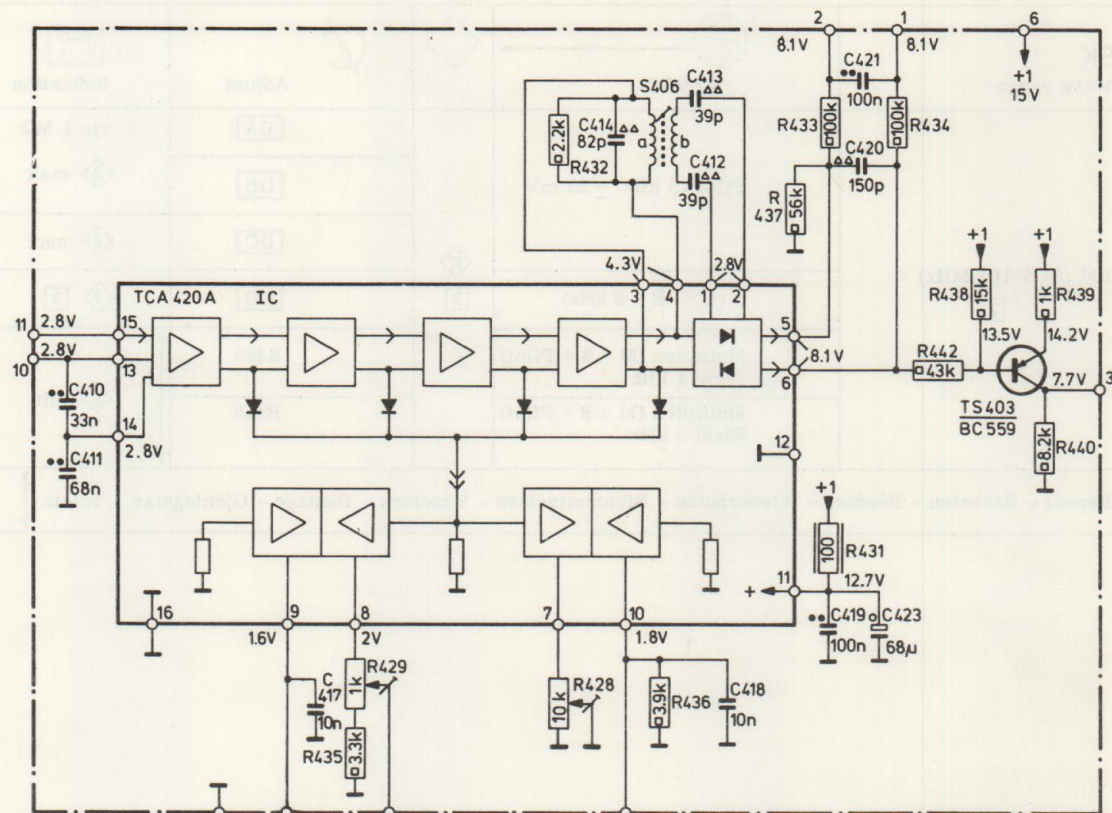 2 1 6
8.1V 8.1V
+1
15V
C421
100n
R433 100k 100k R434
C420
150p
R
437 56k
S406 C413
39p
C414
82p
2.2k
R432
a b
C412
39p
4.3V 2.8V
3 4 1 2
TCA 420A IC
11 2.8V 15
10 2.8V 13
C410
33n
14
2.8V
C411
68n
5
8.1V
6
12
R442
43k
+1 +1
R438 15k 1k R439
13.5V 14.2V
7.7V 3
TS403
BC559
8.2k R440
+1
100 R431
11 12.7V
+
C419 C423
100n 68µ
16 9 8 7 10
1.6V 2V 1.8V
C
417
10n
1k R429
R435 3.3k
10k R428
3.9k R436
C418
10n
Adjust
Indication